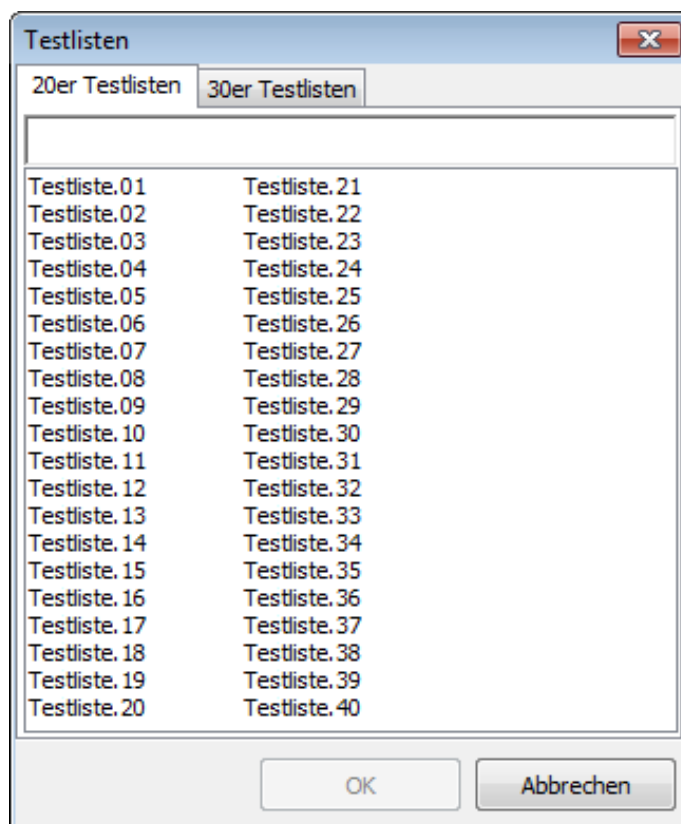 Testlisten
20er Testlisten 30er Testlisten
Testliste.01 Testliste.21
Testliste.02 Testliste.22
Testliste.03 Testliste.23
Testliste.04 Testliste.24
Testliste.05 Testliste.25
Testliste.06 Testliste.26
Testliste.07 Testliste.27
Testliste.08 Testliste.28
Testliste.09 Testliste.29
Testliste.10 Testliste.30
Testliste.11 Testliste.31
Testliste.12 Testliste.32
Testliste.13 Testliste.33
Testliste.14 Testliste.34
Testliste.15 Testliste.35
Testliste.16 Testliste.36
Testliste.17 Testliste.37
Testliste.18 Testliste.38
Testliste.19 Testliste.39
Testliste.20 Testliste.40
OK Abbrechen